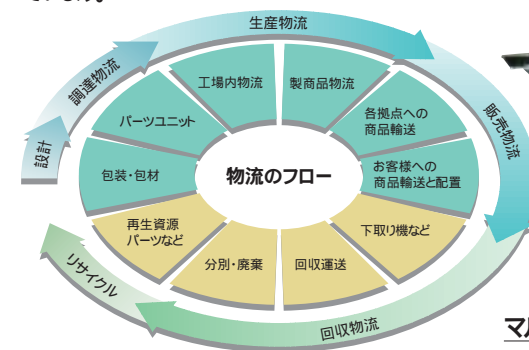 生産物流
調達物流
工場内物流
製商品物流
販売物流
パーツユニット
各拠点への
商品輸送
設計
包装・包材
物流のフロー
お客様への
商品輸送と配置
再生資源
パーツなど
下取り機など
分別・廃棄
回収運送
リサイクル
回収物流